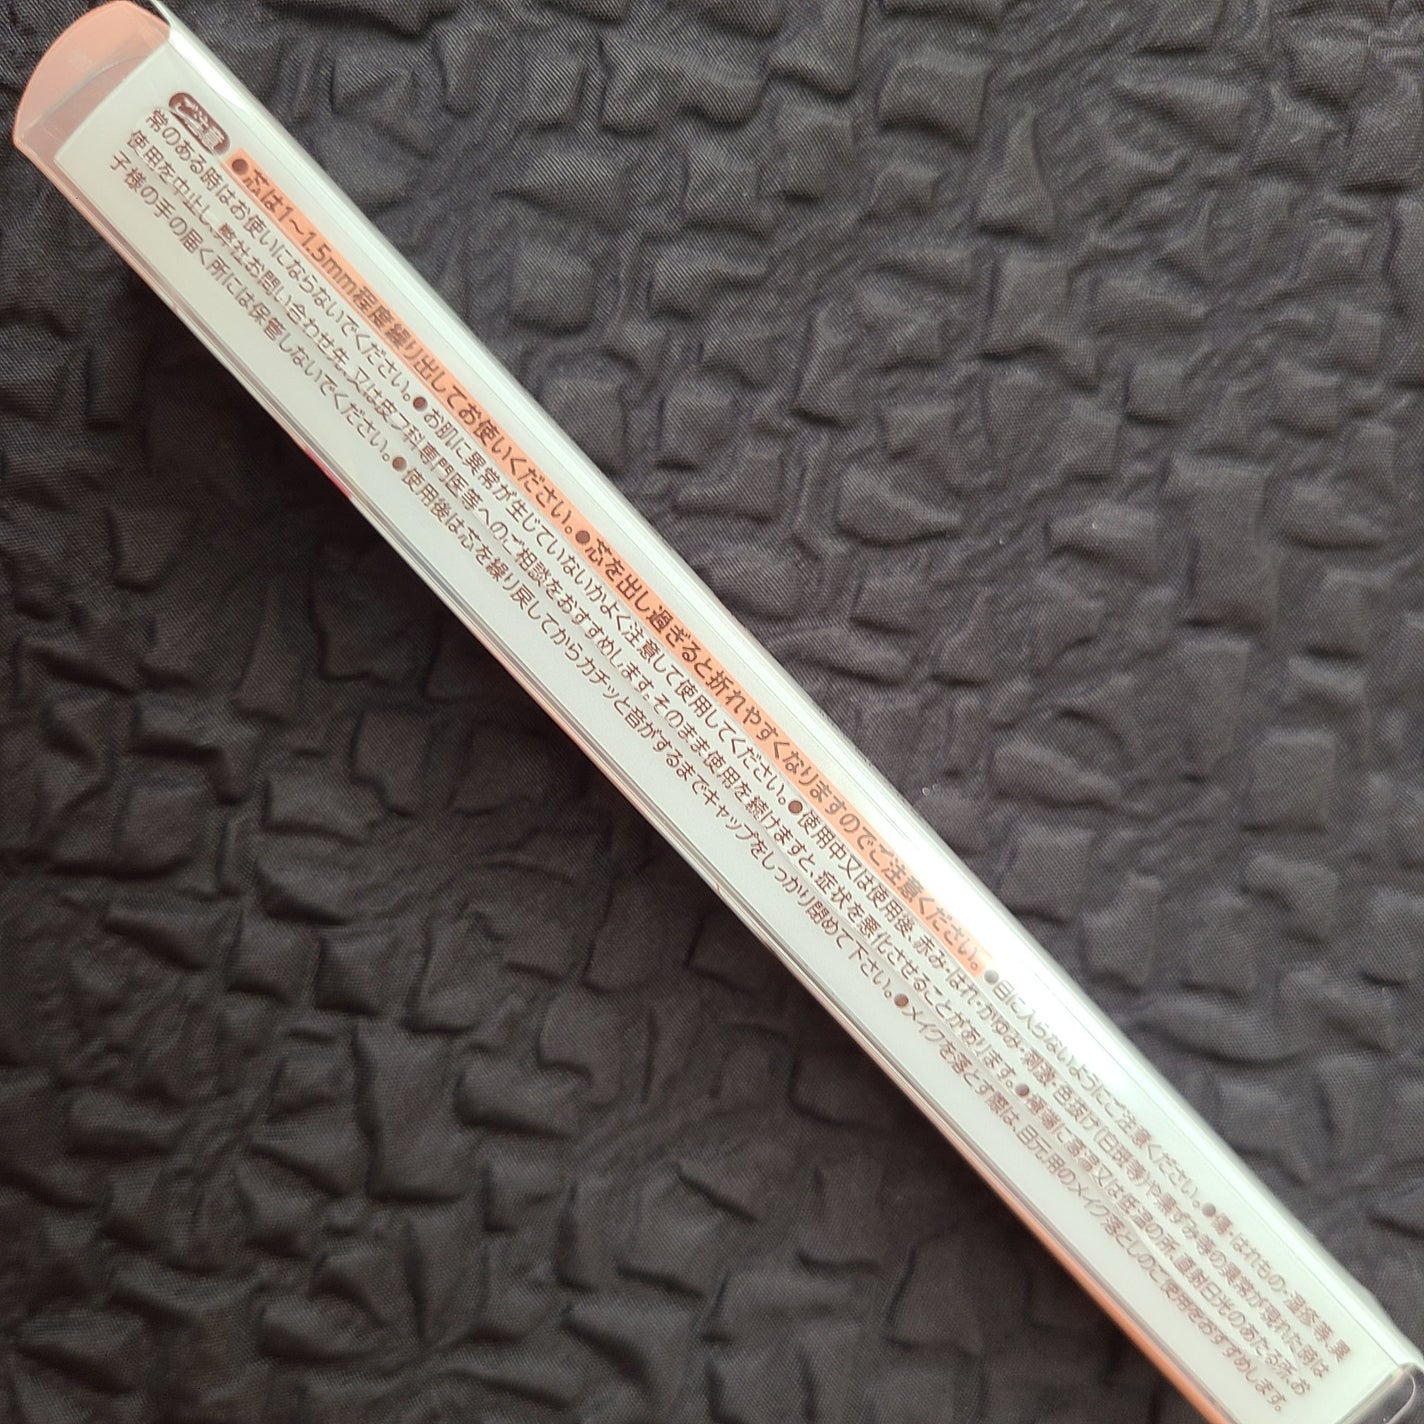 ご注意 ●芯は1〜1.5mm程度繰り出してお使いください。●芯を出し過ぎると折れやすくなりますのでご注意ください。●目に入らないようにご注意ください。●傷・はれもの・湿疹等 異
常のある時はお使いにならないでください。●お肌に異常が生じていないかよく注意して使用してください。●使用中又は使用後、赤み・はれ・かゆみ・刺激・色抜け(白斑等)や黒ずみ等の異常が現れた時は
使用を中止し、弊社お問い合わせ先、又は皮フ科専門医等へのご相談をおすすめします。そのまま使用を続けますと、症状を悪化させることがあります。●極端に高温又は低温の所、直射日光のあたる所、お
子様の手の届く所には保管しないでください。●使用後は芯を繰り戻してからカチッと音がするまでキャップをしっかり閉めて下さい。●メイクを落とす際は、目元用のメイク落としのご使用をおすすめします。